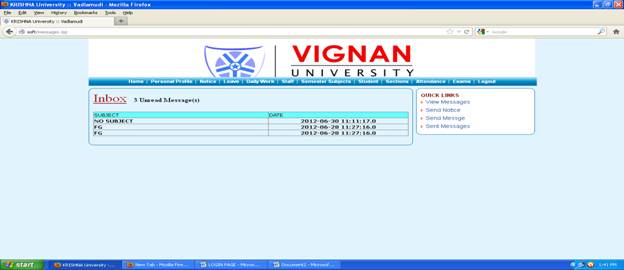 KRISHNA University :: Vadlamudi - Mozilla Firefox
File Edit View History Bookmarks Tools Help
KRISHNA University :: Vadlamudi
soft/messages.jsp
Google
VIGNAN
UNIVERSITY
Home | Personal Profile | Notice | Leave | Daily Work | Staff | Semester Subjects | Student | Sections | Attendance | Exams | Logout
Inbox 3 Unread Message(s)
SUBJECT DATE
NO SUBJECT 2012-06-30 11:11:17.0
FG 2012-06-28 11:27:16.0
FG 2012-06-28 11:27:16.0
QUICK LINKS
View Messages
Send Notice
Send Messge
Sent Messages
start KRISHNA University -... New Tab - Mozilla Fire... LOGIN PAGE - Micros... Document2 - Microsof... 1:41 PM